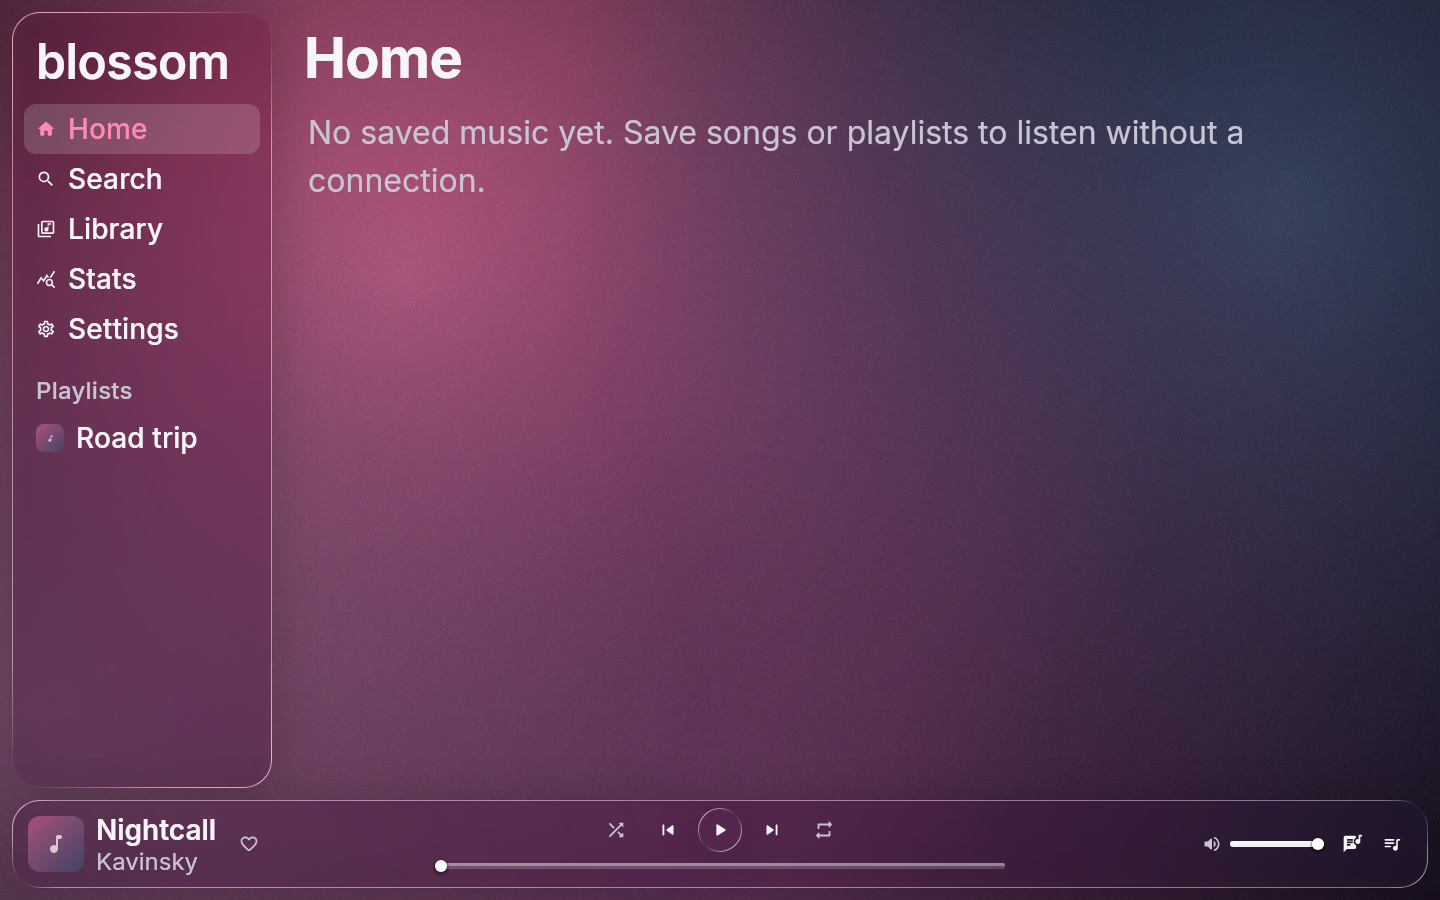 blossom
Home
Search
Library
Stats
Settings
Playlists
Road trip
Home
No saved music yet. Save songs or playlists to listen without a
connection.
Nightcall
Kavinsky